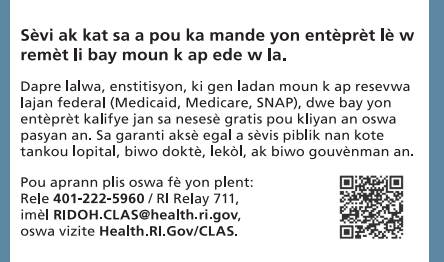 Sèvi ak kat sa a pou ka mande yon entèprèt lè w
remèt li bay moun k ap ede w la.
Dapre lalwa, enstitisyon, ki gen ladan moun k ap resevwa
lajan federal (Medicaid, Medicare, SNAP), dwe bay yon
entèprèt kalifye jan sa nesesè gratis pou kliyan an oswa
pasyan an. Sa garanti aksè egal a sèvis piblik nan kote
tankou lopital, biwo doktè, lekòl, ak biwo gouvènman an.
Pou aprann plis oswa fè yon plent:
Rele 401-222-5960 / RI Relay 711,
imèl RIDOH.CLAS@health.ri.gov,
oswa vizite Health.RI.Gov/CLAS.